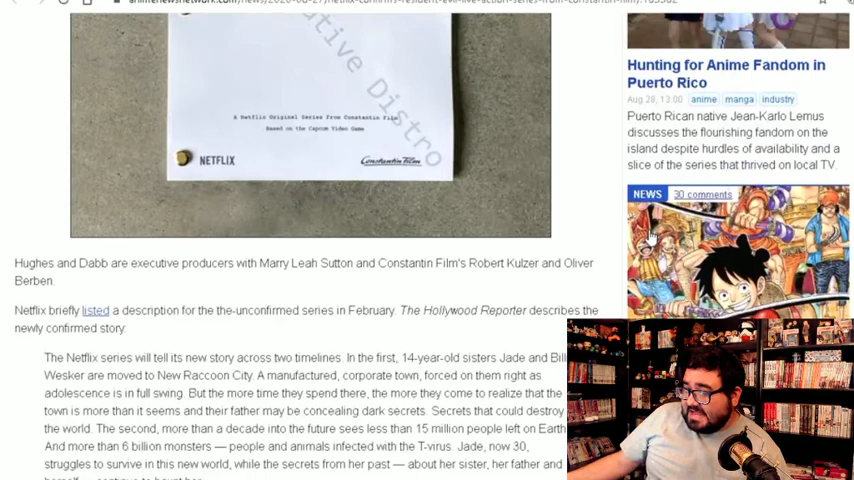 ative Distro
A Netflix Original Series from Constantin Film
Based on the Capcom Video Game
NETFLIX
Constantin Film
Hughes and Dabb are executive producers with Marry Leah Sutton and Constantin Film's Robert Kulzer and Oliver
Berben.
Netflix briefly listed a description for the the-unconfirmed series in February. The Hollywood Reporter describes the
newly confirmed story:
The Netflix series will tell its new story across two timelines. In the first, 14-year-old sisters Jade and Bill
Wesker are moved to New Raccoon City. A manufactured, corporate town, forced on them right as
adolescence is in full swing. But the more time they spend there, the more they come to realize that the
town is more than it seems and their father may be concealing dark secrets. Secrets that could destroy
the world. The second, more than a decade into the future sees less than 15 million people left on Earth
And more than 6 billion monsters — people and animals infected with the T-virus. Jade, now 30,
struggles to survive in this new world, while the secrets from her past — about her sister, her father and
Hunting for Anime Fandom in
Puerto Rico
Aug 28, 13:00 anime manga industry
Puerto Rican native Jean-Karlo Lemus
discusses the flourishing fandom on the
island despite hurdles of availability and a
slice of the series that thrived on local TV.
NEWS 30 comments